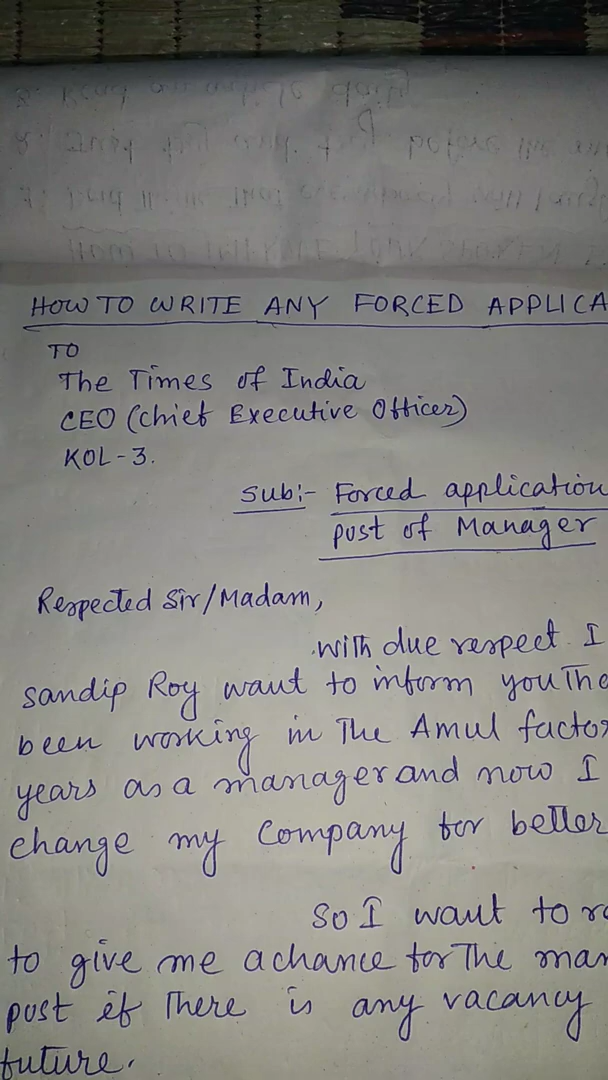 HOW TO WRITE ANY FORCED APPLICA
TO
The Times of India
CEO (Chief Executive Officer)
KOL-3.
Sub:- Forced application
post of Manager
Respected Sir/Madam,
with due respect I
Sandip Roy want to inform you
been working in The Amul
years as a manager and now I
change my Company for better
So I want to
to give me a chance for The
post if There is any vacancy
future.